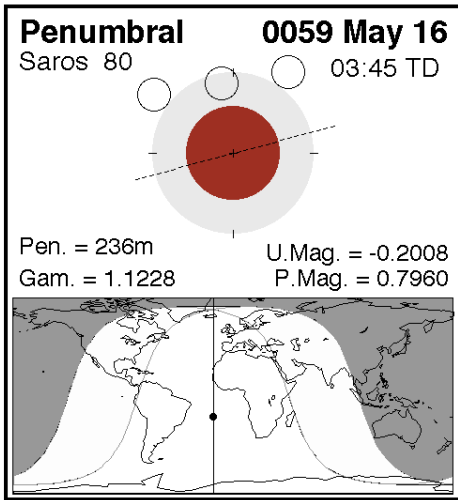 Penumbral 0059 May 16
Saros 80 03:45 TD
Pen. = 236m U.Mag. = -0.2008
Gam. = 1.1228 P.Mag. = 0.7960